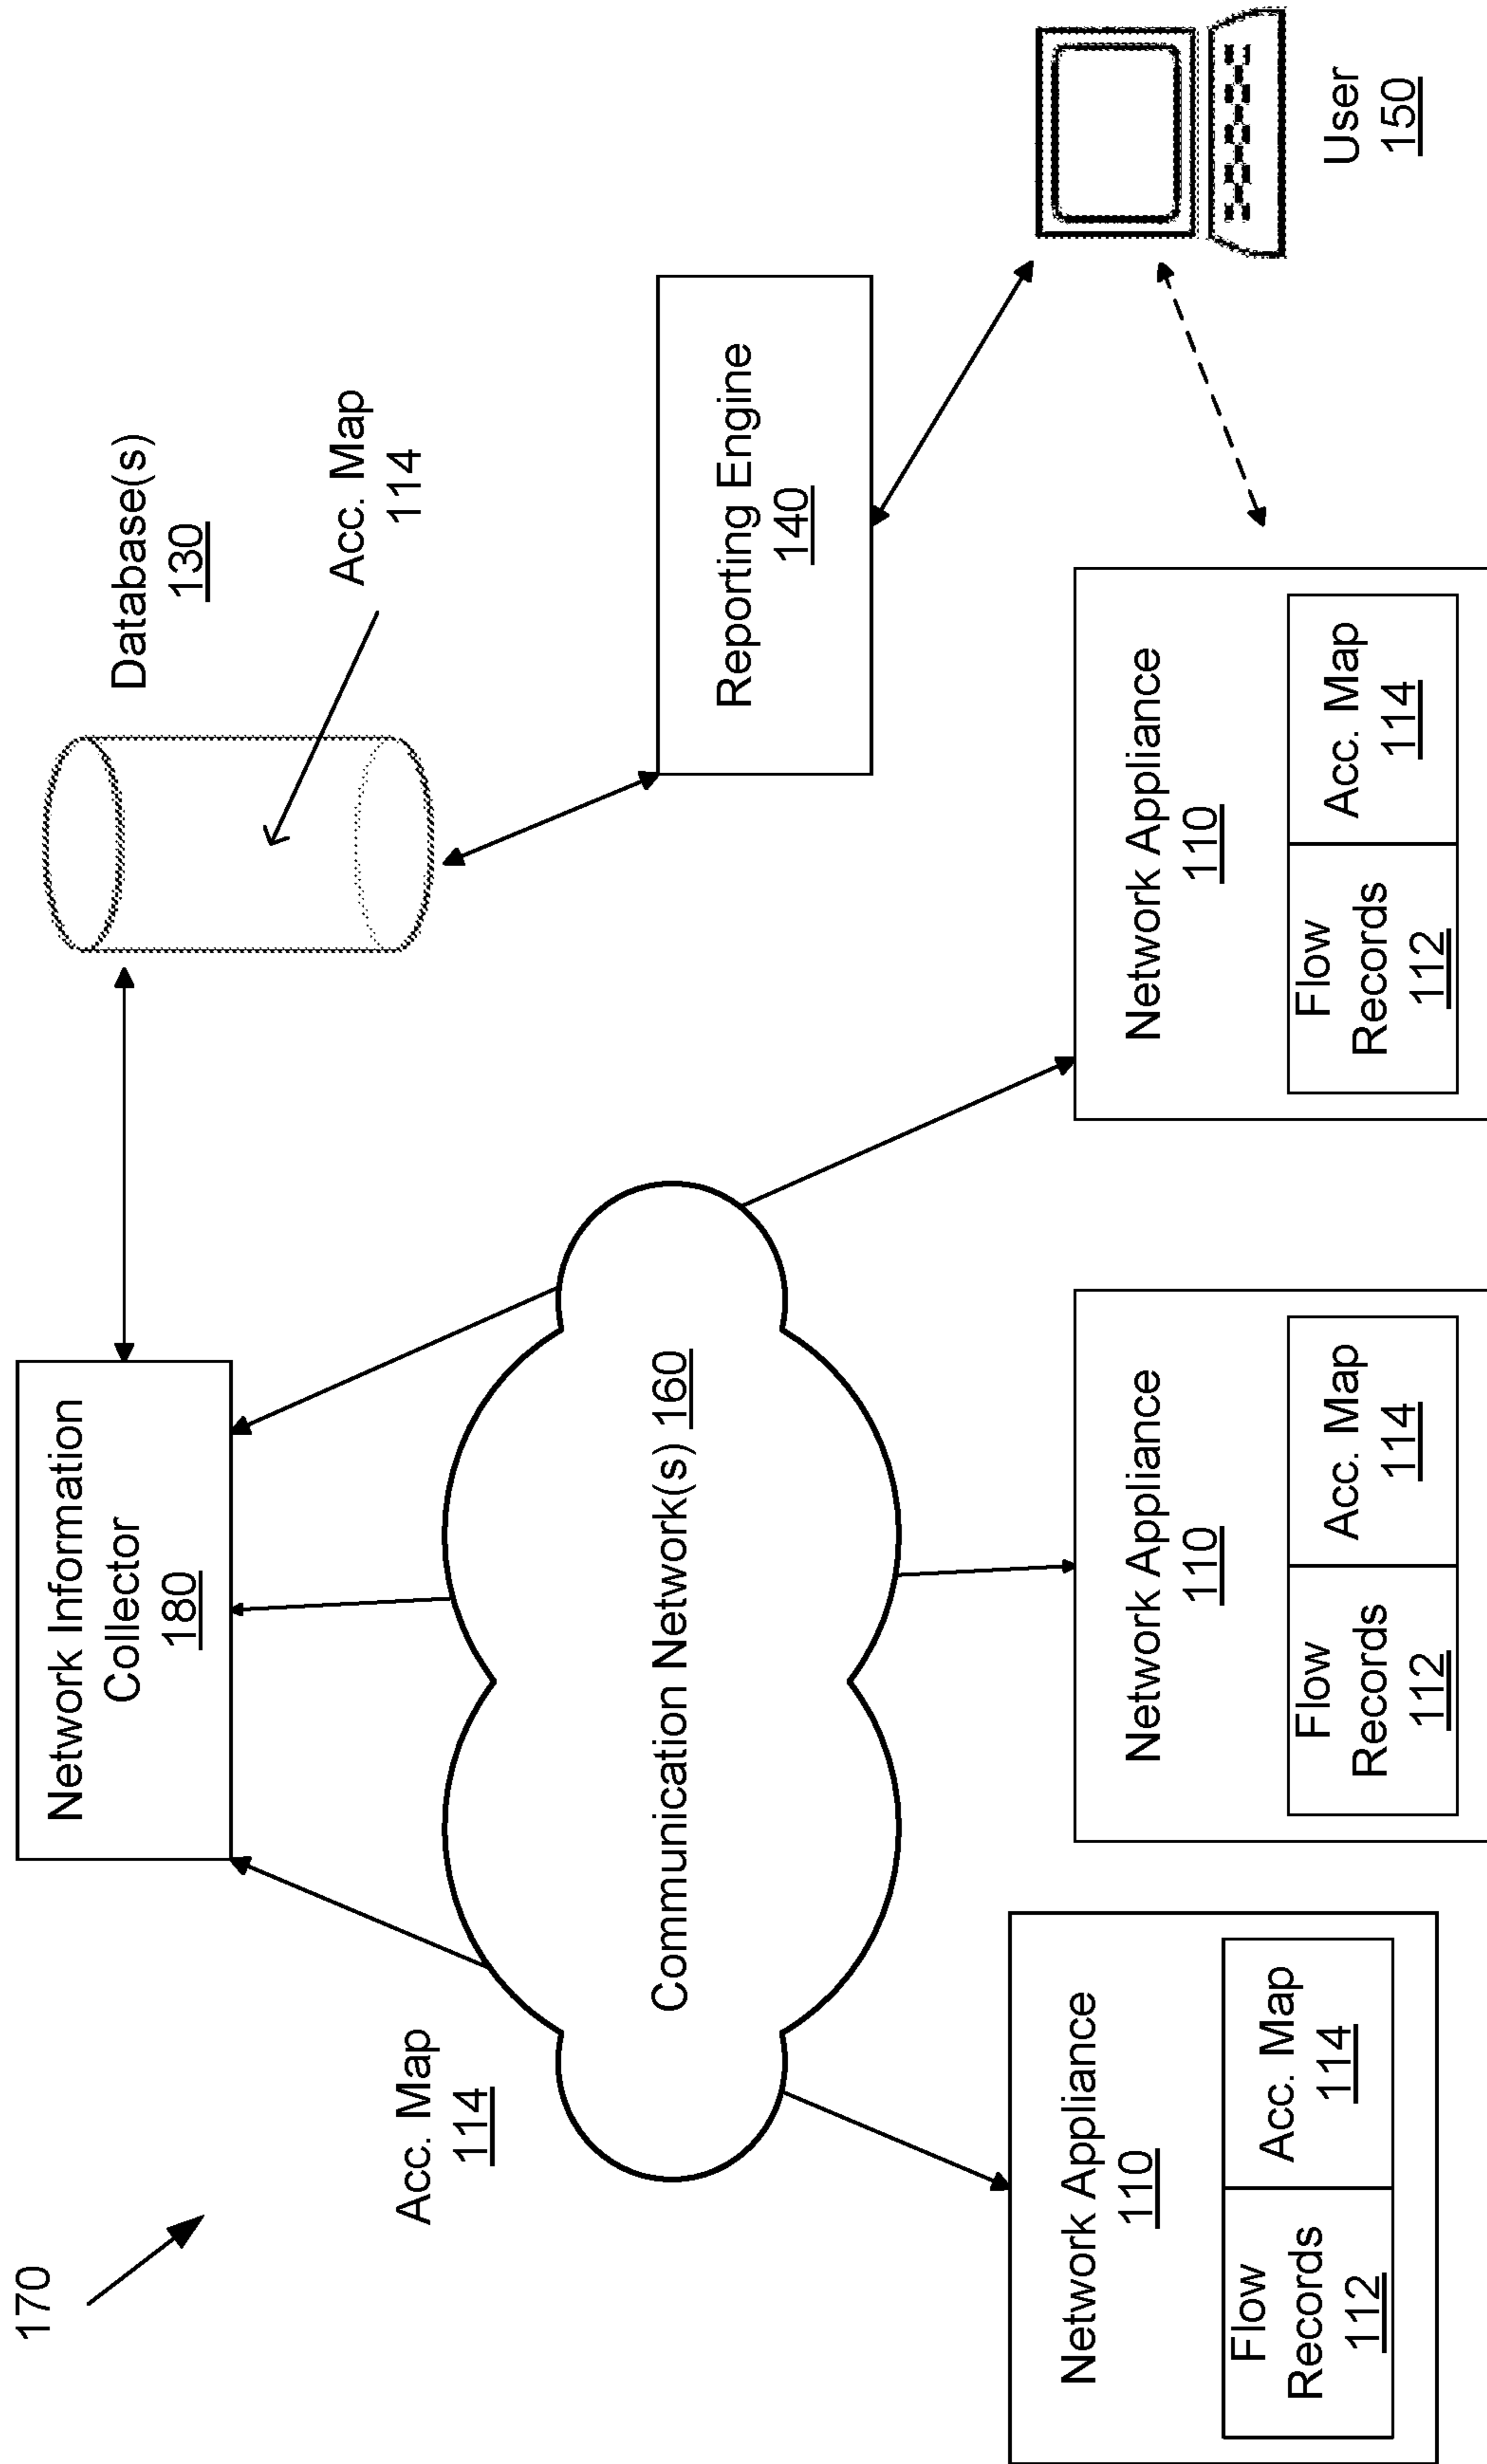 170
Network Information
Collector
180
Database(s)
130
Acc. Map
114
Acc. Map
114
Communication Network(s) 160
Reporting Engine
140
User
150
Network Appliance
110
Flow
Records
112
Acc. Map
114
Network Appliance
110
Flow
Records
112
Acc. Map
114
Network Appliance
110
Flow
Records
112
Acc. Map
114